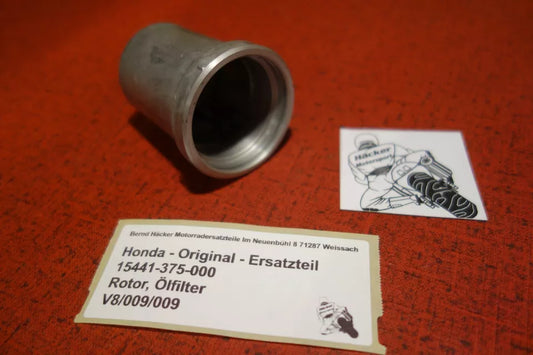 Häcker
Motorsport
Bernd Häcker Motorradersatzteile Im Neuenbühl 8 71287 Weissach
Honda - Original - Ersatzteil
15441-375-000
Rotor, Ölfilter
V8/009/009